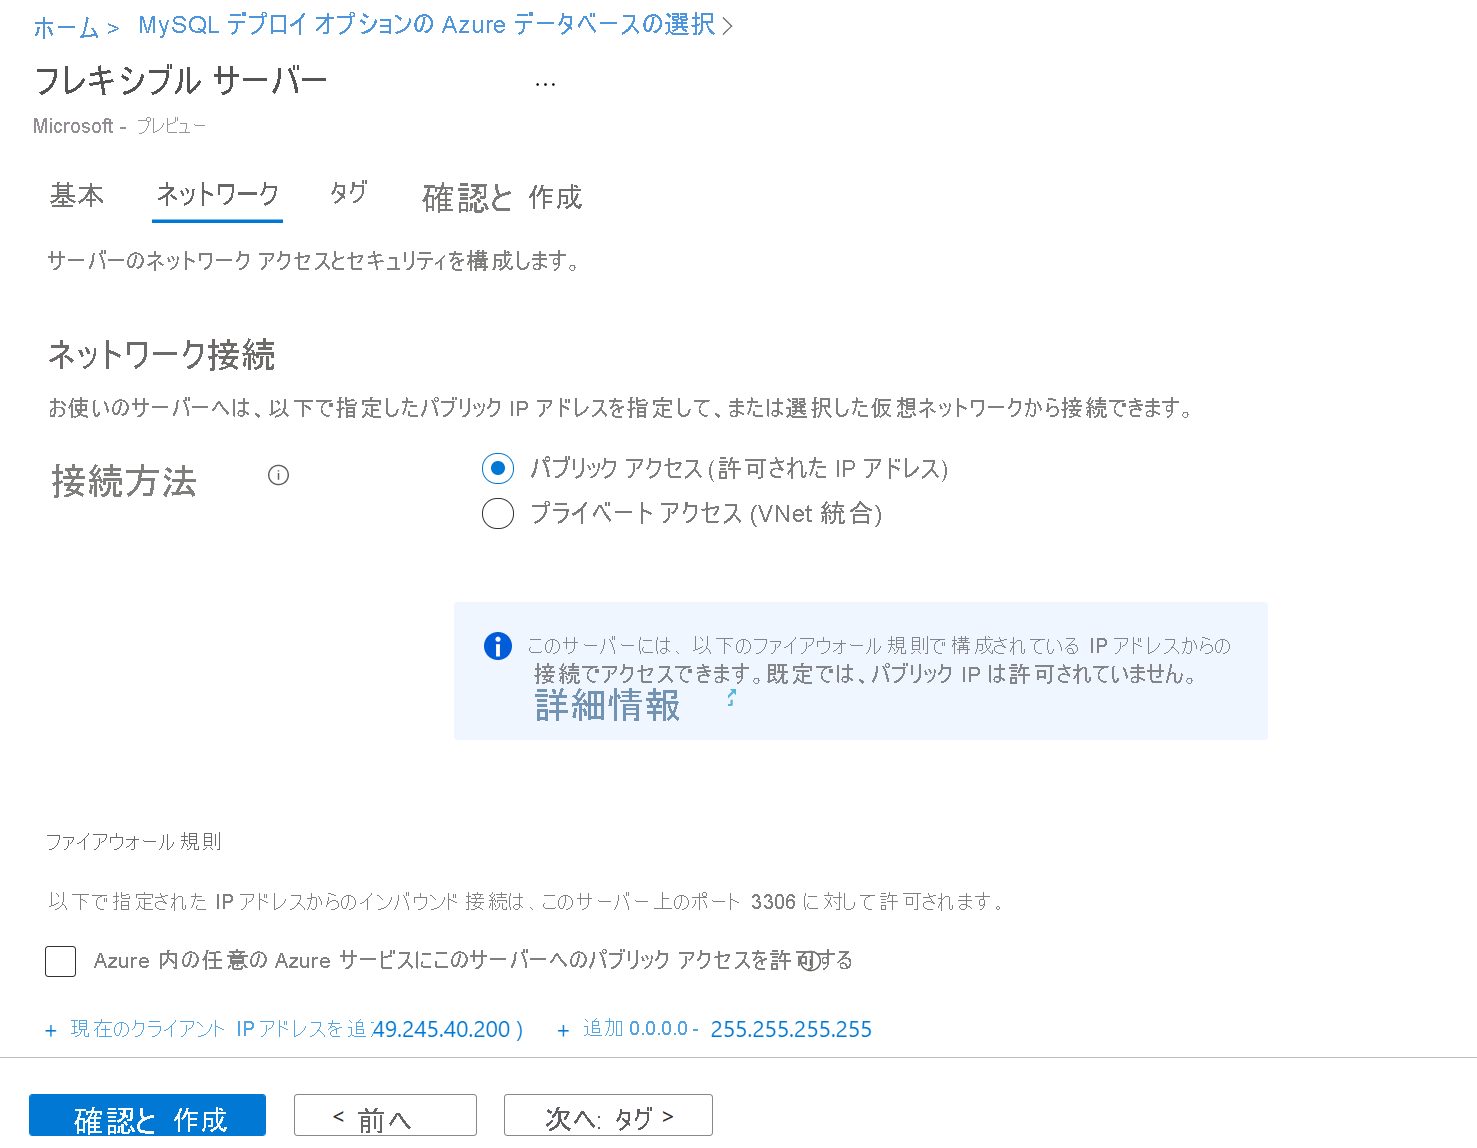 ホーム > MySQL デプロイ オプションの Azure データベースの選択 >
フレキシブル サーバー ...
Microsoft - プレビュー
基本 ネットワーク タグ 確認と 作成
サーバーのネットワーク アクセスとセキュリティを構成します。
ネットワーク接続
お使いのサーバーへは、以下で指定したパブリック IP アドレスを指定して、または選択した仮想ネットワークから接続できます。
接続方法
パブリック アクセス (許可された IP アドレス)
プライベート アクセス (VNet 統合)
このサーバーには、以下のファイアウォール規則で構成されている IP アドレスからの
接続でアクセスできます。既定では、パブリック IP は許可されていません。
詳細情報
ファイアウォール規則
以下で指定された IP アドレスからのインバウンド 接続は、このサーバー上のポート 3306 に対して許可されます。
Azure 内の任意の Azure サービスにこのサーバーへのパブリック アクセスを許可する
+ 現在のクライアント IP アドレスを追 49.245.40.200 ) + 追加 0.0.0.0 - 255.255.255.255
確認と 作成 < 前へ 次へ: タグ >